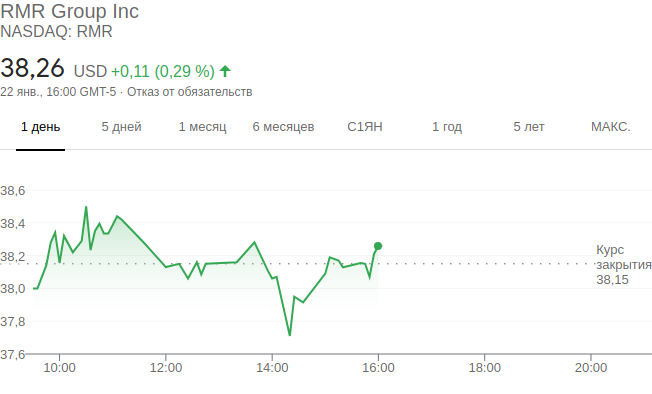 RMR Group Inc
NASDAQ: RMR
38,26 USD +0,11 (0,29 %)
22 янв., 16:00 GMT-5 · Отказ от обязательств
1 день 5 дней 1 месяц 6 месяцев С1ЯН 1 год 5 лет МАКС.
38,6
38,4
38,2
38,0
37,8
37,6
Курс
закрытия
38,15
10:00 12:00 14:00 16:00 18:00 20:00